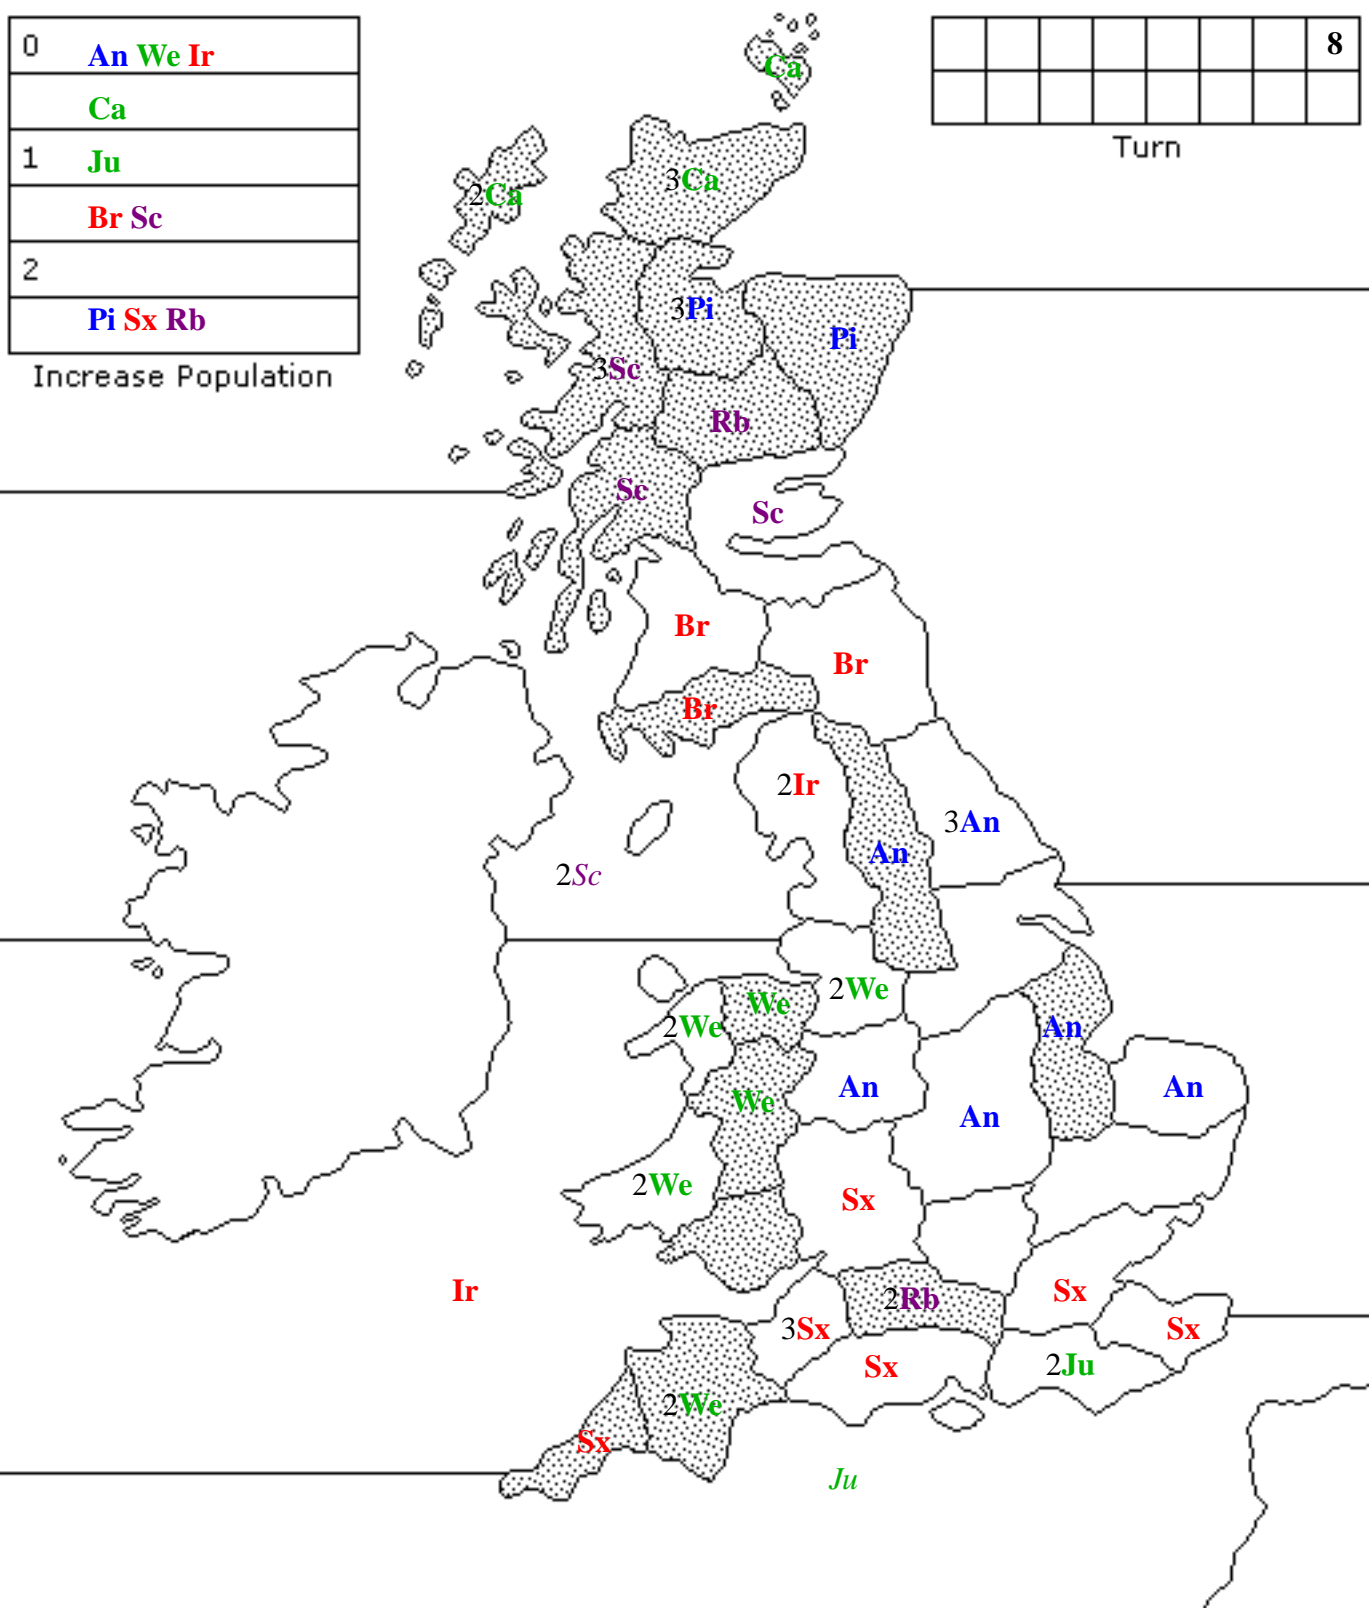 0 An We Ir
Ca
1 Ju
Br Sc
2
Pi Sx Rb
Increase Population
8
Turn
Ca
3Ca
2Ca
3Pi
Pi
3Sc
Rb
Sc
Sc
Br
Br
Br
2Ir
3An
An
2Sc
2We
We
2We
An
An
An
We
An
2We
Sx
Ir
Sx
2Rb
3Sx
Sx
Sx
2Ju
2We
Sx
Ju